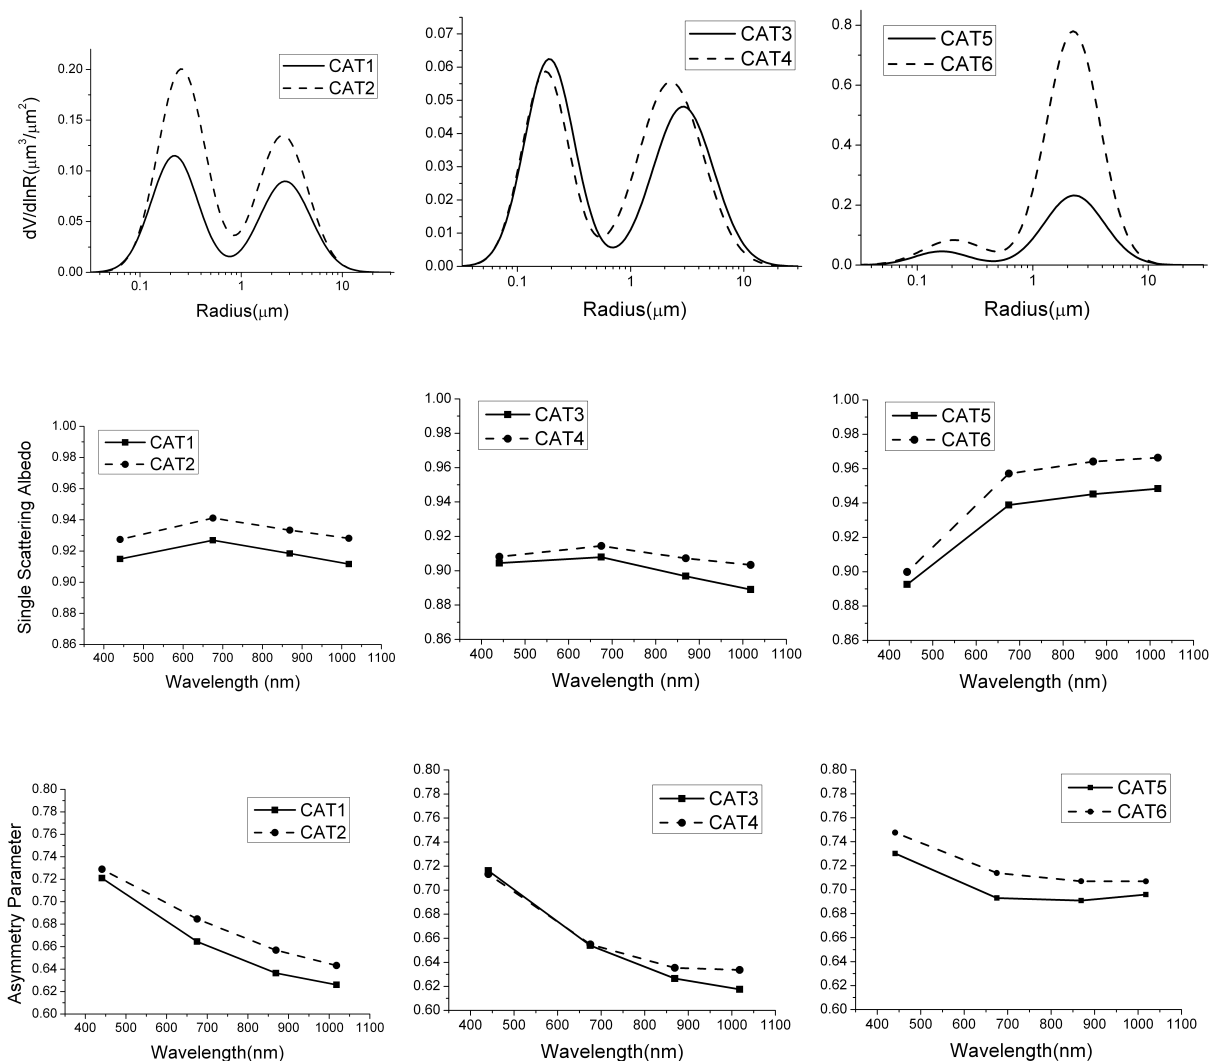 dV/dlnR(μm³/μm²)
0.20
0.15
0.10
0.05
0.00
CAT1
CAT2
0.1 1 10
Radius(μm)
0.07
0.06
0.05
0.04
0.03
0.02
0.01
0.00
CAT3
CAT4
0.1 1 10
Radius(μm)
0.8
0.6
0.4
0.2
0.0
CAT5
CAT6
0.1 1 10
Radius(μm)
Single Scattering Albedo
1.00
0.98
0.96
0.94
0.92
0.90
0.88
0.86
CAT1
CAT2
400 500 600 700 800 900 1000 1100
Wavelength (nm)
1.00
0.98
0.96
0.94
0.92
0.90
0.88
0.86
CAT3
CAT4
400 500 600 700 800 900 1000 1100
Wavelength (nm)
1.00
0.98
0.96
0.94
0.92
0.90
0.88
0.86
CAT5
CAT6
400 500 600 700 800 900 1000 1100
Wavelength (nm)
Asymmetry Parameter
0.80
0.78
0.76
0.74
0.72
0.70
0.68
0.66
0.64
0.62
0.60
CAT1
CAT2
400 500 600 700 800 900 1000 1100
Wavelength(nm)
0.80
0.78
0.76
0.74
0.72
0.70
0.68
0.66
0.64
0.62
0.60
CAT3
CAT4
400 500 600 700 800 900 1000 1100
Wavelength(nm)
0.80
0.78
0.76
0.74
0.72
0.70
0.68
0.66
0.64
0.62
0.60
CAT5
CAT6
400 500 600 700 800 900 1000 1100
Wavelength(nm)